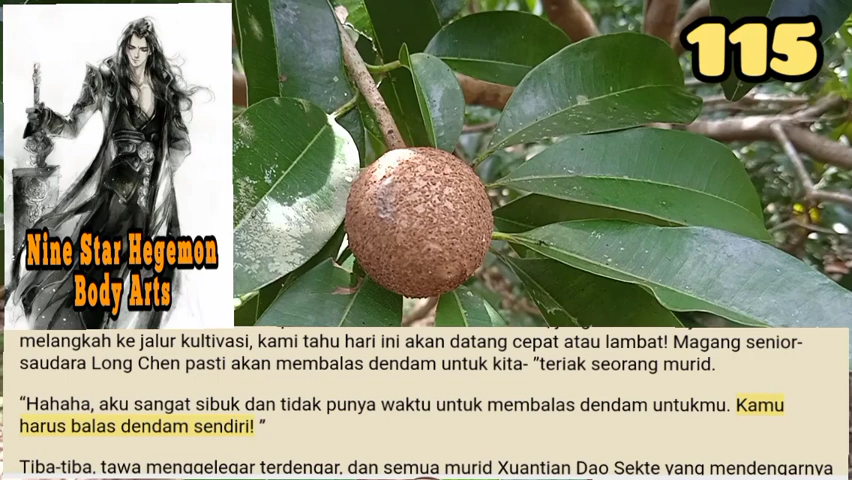 115
Nine Star Hegemon
Body Arts
melangkah ke jalur kultivasi, kami tahu hari ini akan datang cepat atau lambat! Magang senior-
saudara Long Chen pasti akan membalas dendam untuk kita- ”teriak seorang murid.
“Hahaha, aku sangat sibuk dan tidak punya waktu untuk membalas dendam untukmu. Kamu
harus balas dendam sendiri! ”
Tiba-tiba, tawa menggelegar terdengar, dan semua murid Xuantian Dao Sekte yang mendengarnya